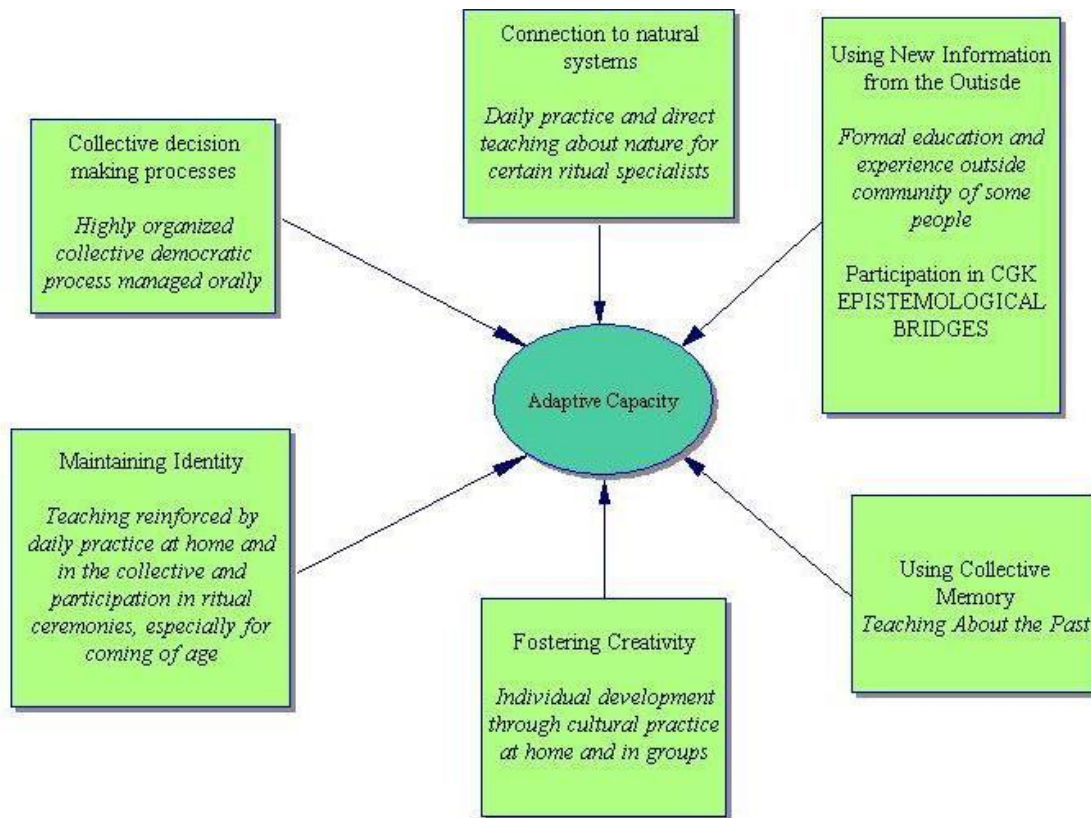 Connection to natural
systems
Daily practice and direct
teaching about nature for
certain ritual specialists
Using New Information
from the Outisde
Formal education and
experience outside
community of some
people
Participation in CGK
EPISTEMOLOGICAL
BRIDGES
Collective decision
making processes
Highly organized
collective democratic
process managed orally
Adaptive Capacity
Maintaining Identity
Teaching reinforced by
daily practice at home and
in the collective and
participation in ritual
ceremonies, especially for
coming of age
Fostering Creativity
Individual development
through cultural practice
at home and in groups
Using Collective
Memory
Teaching About the Past